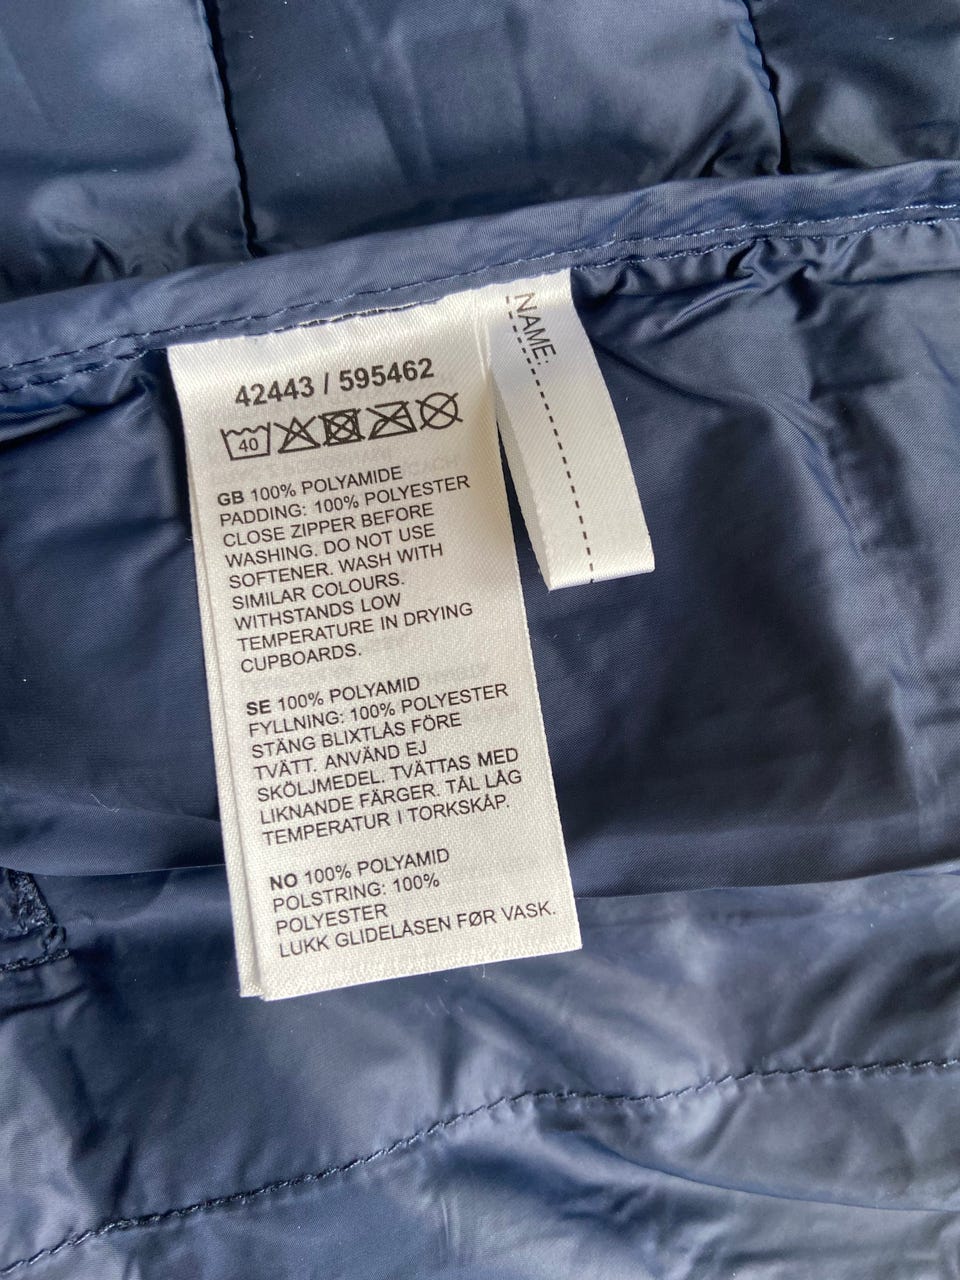 42443 / 595462
40
GB 100% POLYAMIDE
PADDING: 100% POLYESTER
CLOSE ZIPPER BEFORE
WASHING. DO NOT USE
SOFTENER. WASH WITH
SIMILAR COLOURS.
WITHSTANDS LOW
TEMPERATURE IN DRYING
CUPBOARDS.
SE 100% POLYAMID
FYLLNING: 100% POLYESTER
STÄNG BLIXTLÅS FÖRE
TVÄTT. ANVÄND EJ
SKÖLJMEDEL. TVÄTTAS MED
LIKNANDE FÄRGER. TÅL LÅG
TEMPERATUR I TORKSKÅP.
NO 100% POLYAMID
POLSTRING: 100%
POLYESTER
LUKK GLIDELÅSEN FØR VASK.
NAME: